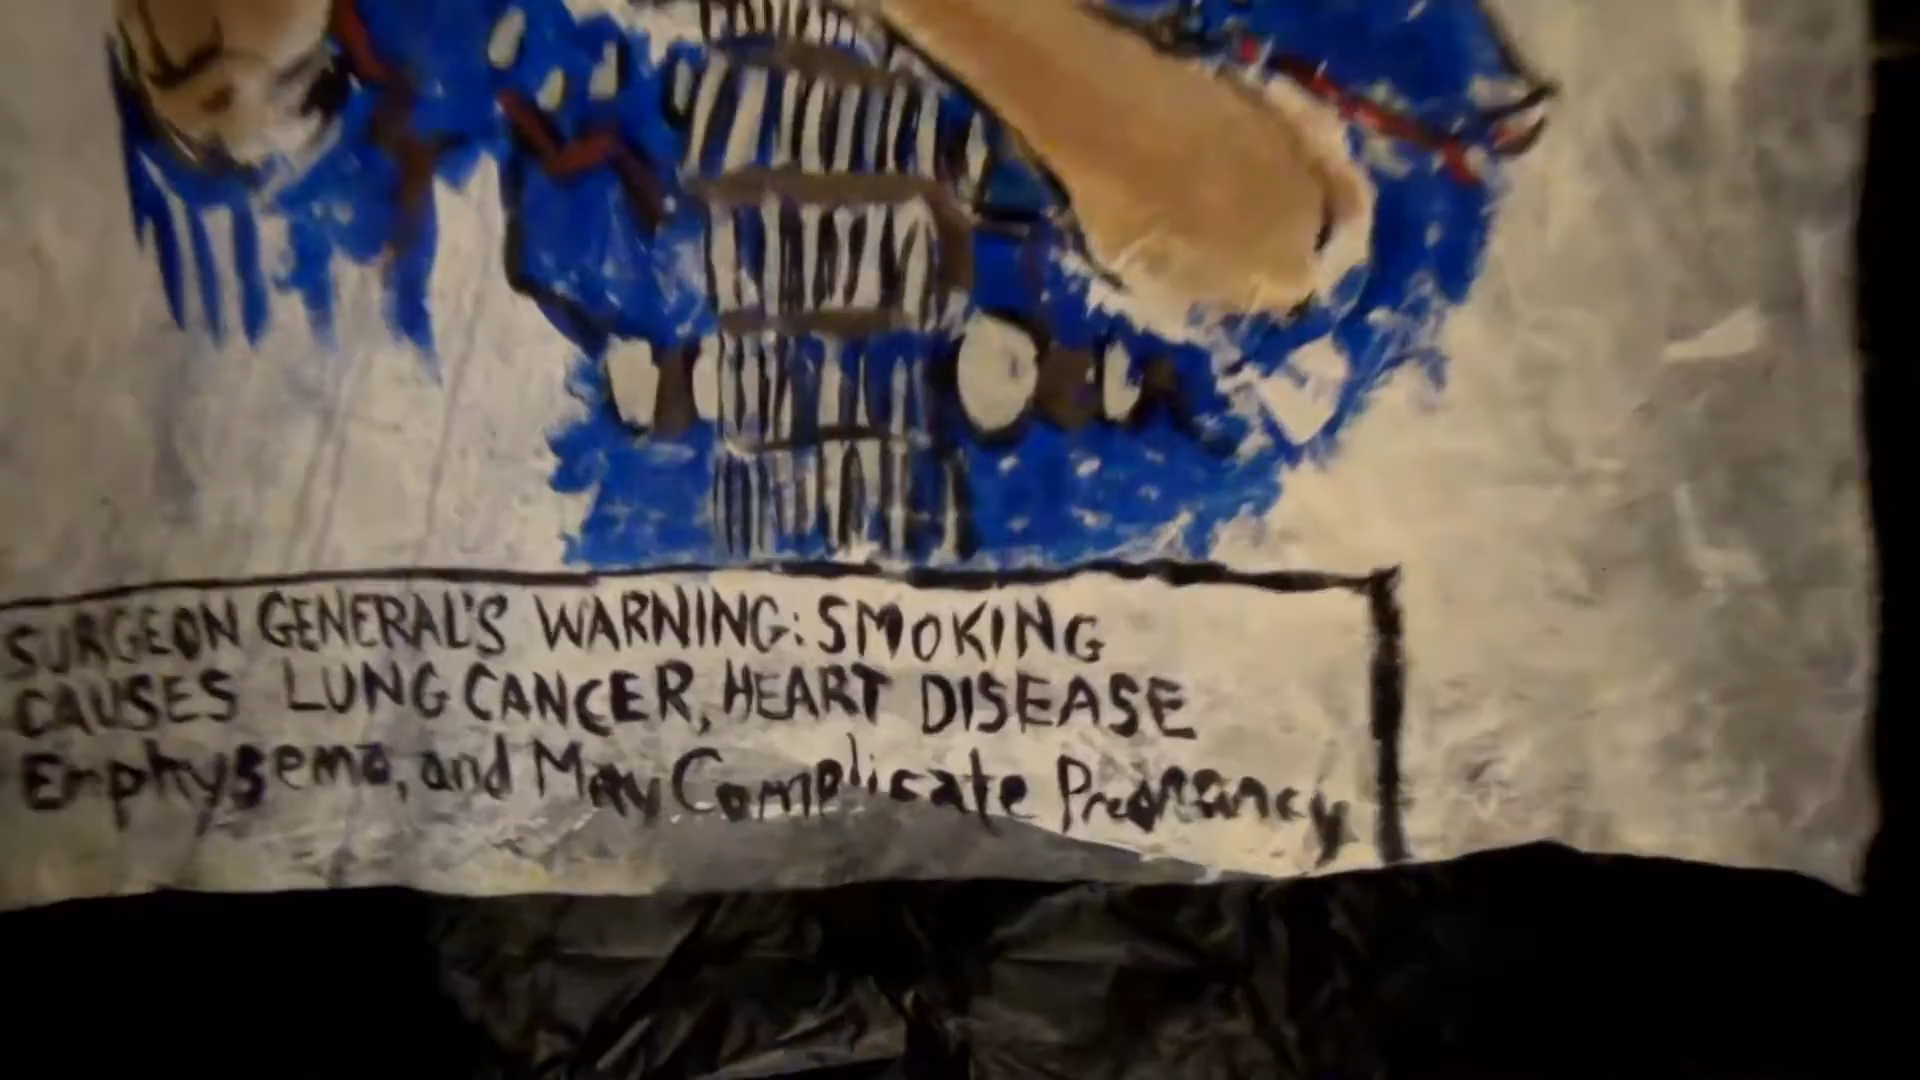 SURGEON GENERAL'S WARNING: SMOKING
CAUSES LUNG CANCER, HEART DISEASE
Emphysema, and May Complicate Pregnancy